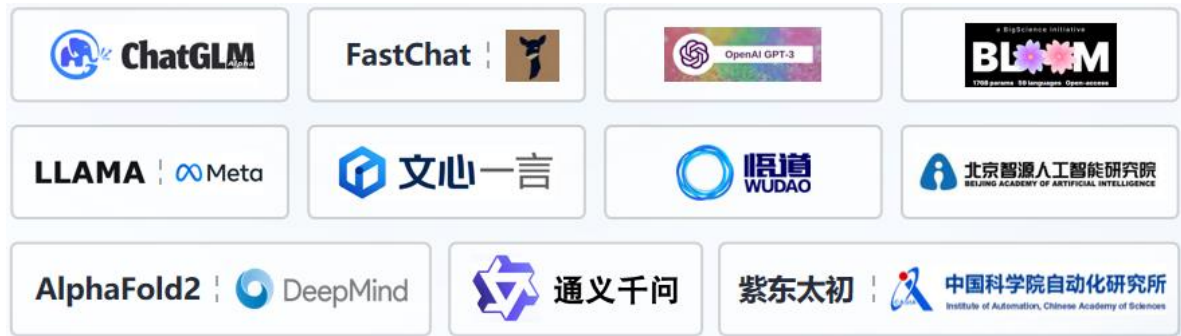 ChatGLM
Alpha
FastChat
OpenAI GPT-3
a BigScience initiative
BLOOM
176B params 59 languages Open-access
LLAMA
Meta
文心一言
悟道
WUDAO
北京智源人工智能研究院
BEIJING ACADEMY OF ARTIFICIAL INTELLIGENCE
AlphaFold2
DeepMind
通义千问
紫东太初
中国科学院自动化研究所
Institute of Automation, Chinese Academy of Sciences